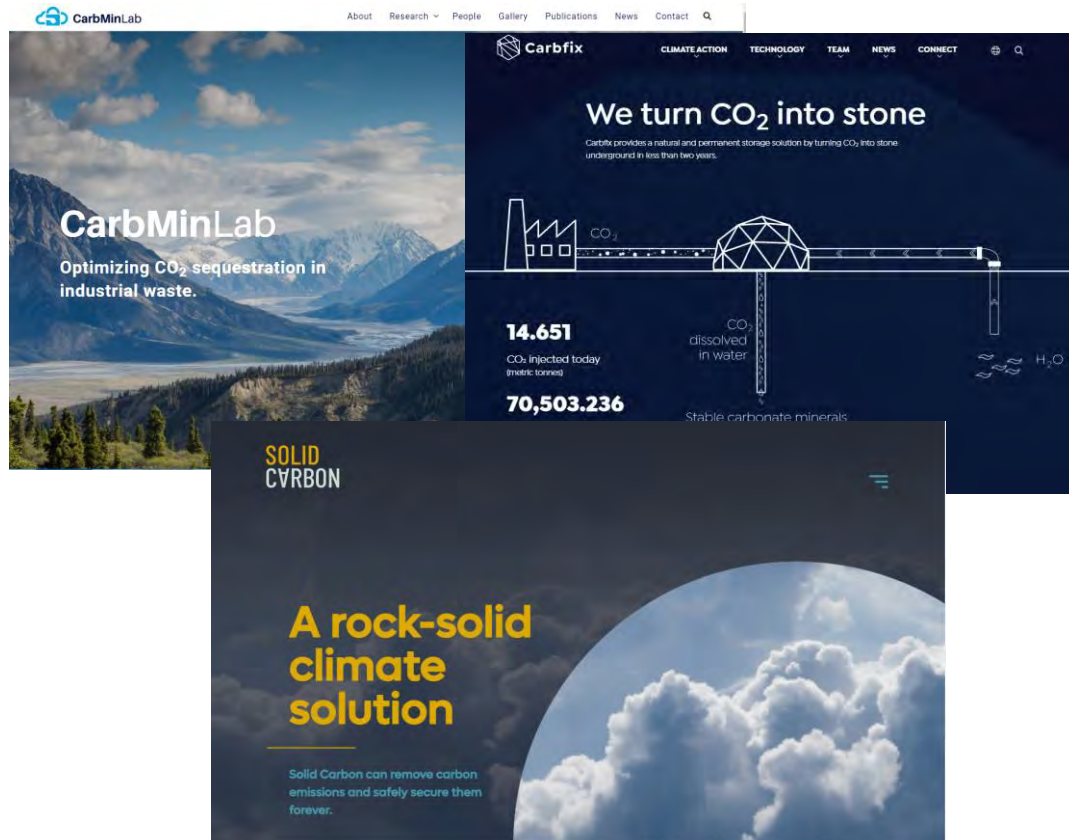 CarbMinLab
About Research People Gallery Publications News Contact
CarbMinLab
Optimizing CO₂ sequestration in
industrial waste.
Carbfix
CLIMATE ACTION TECHNOLOGY TEAM NEWS CONNECT
We turn CO₂ into stone
Carbfix provides a natural and permanent storage solution by turning CO₂ into stone
underground in less than two years.
CO₂
14.651
CO₂ injected today
(metric tonnes)
70,503.236
CO₂
dissolved
in water
H₂O
Stable carbonate minerals
SOLID
CⱯRBON
A rock-solid
climate
solution
Solid Carbon can remove carbon
emissions and safely secure them
forever.